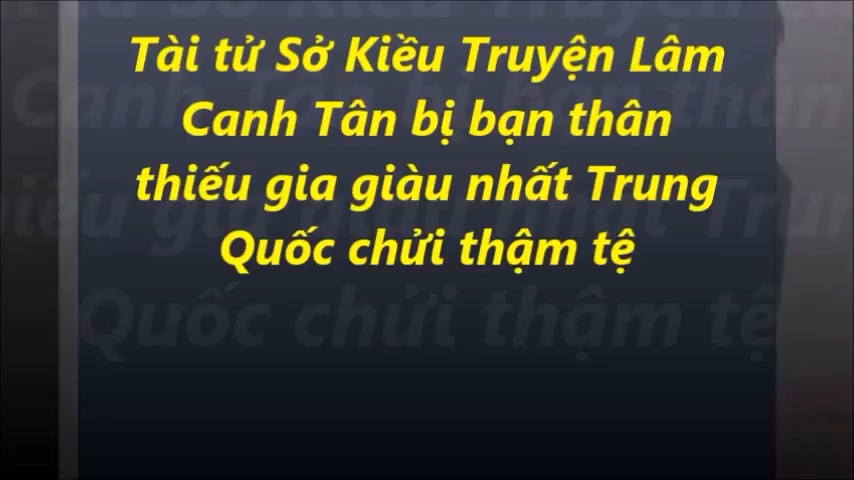 Tài tử Sở Kiều Truyện Lâm
Canh Tân bị bạn thân
thiếu gia giàu nhất Trung
Quốc chửi thậm tệ